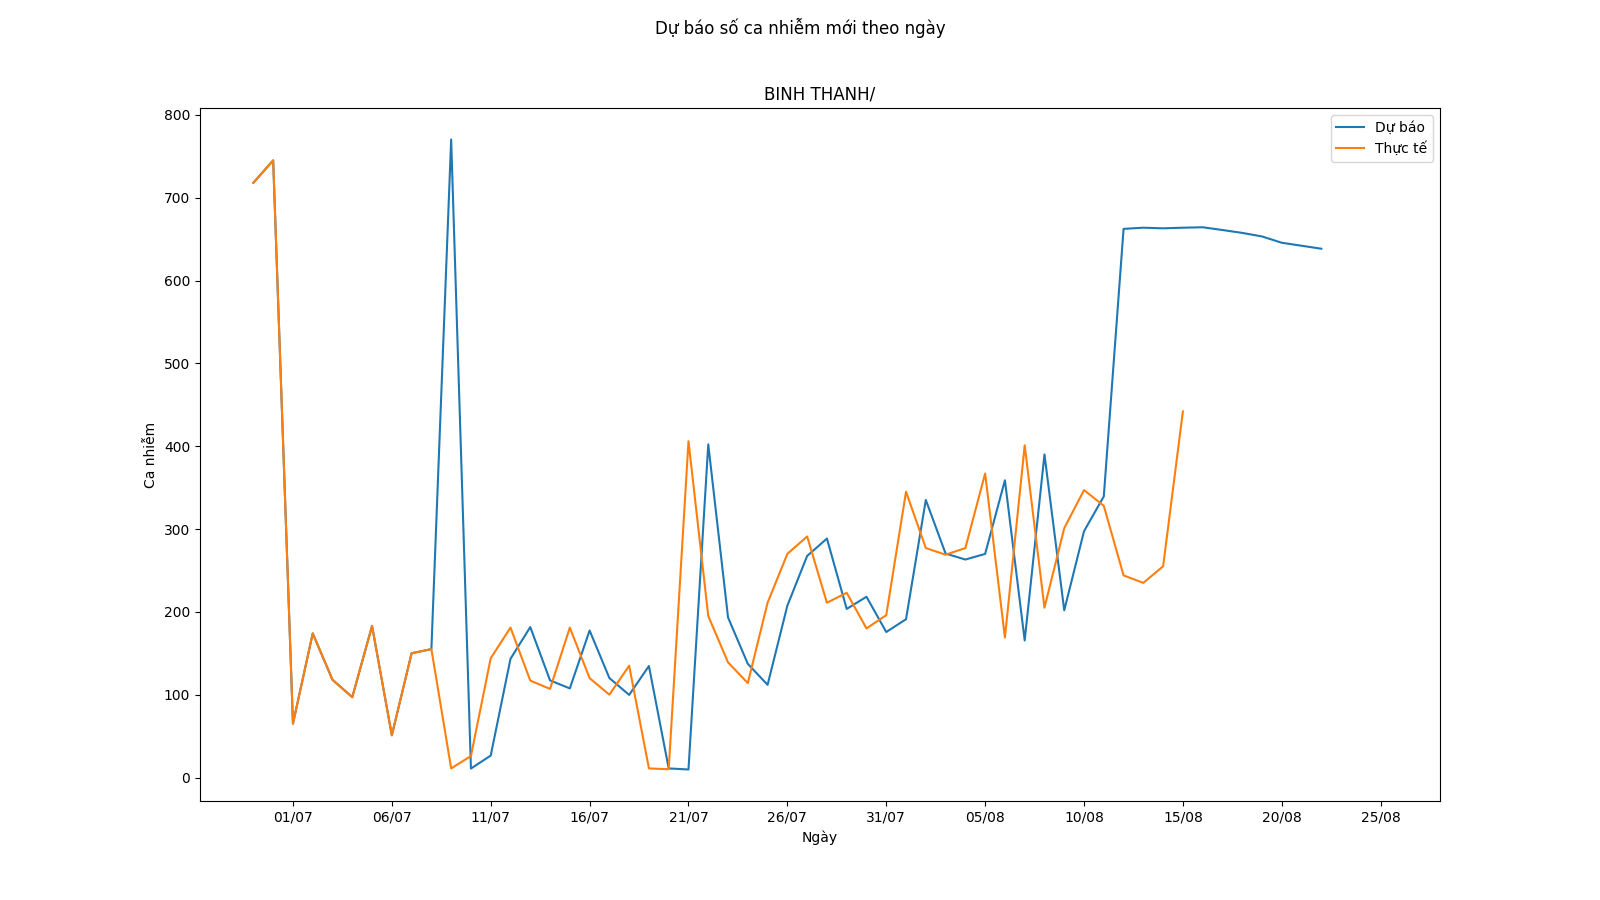 Dự báo số ca nhiễm mới theo ngày
BINH THANH/
Dự báo
Thực tế
800
700
600
500
400
300
200
100
0
Ca nhiễm
01/07 06/07 11/07 16/07 21/07 26/07 31/07 05/08 10/08 15/08 20/08 25/08
Ngày